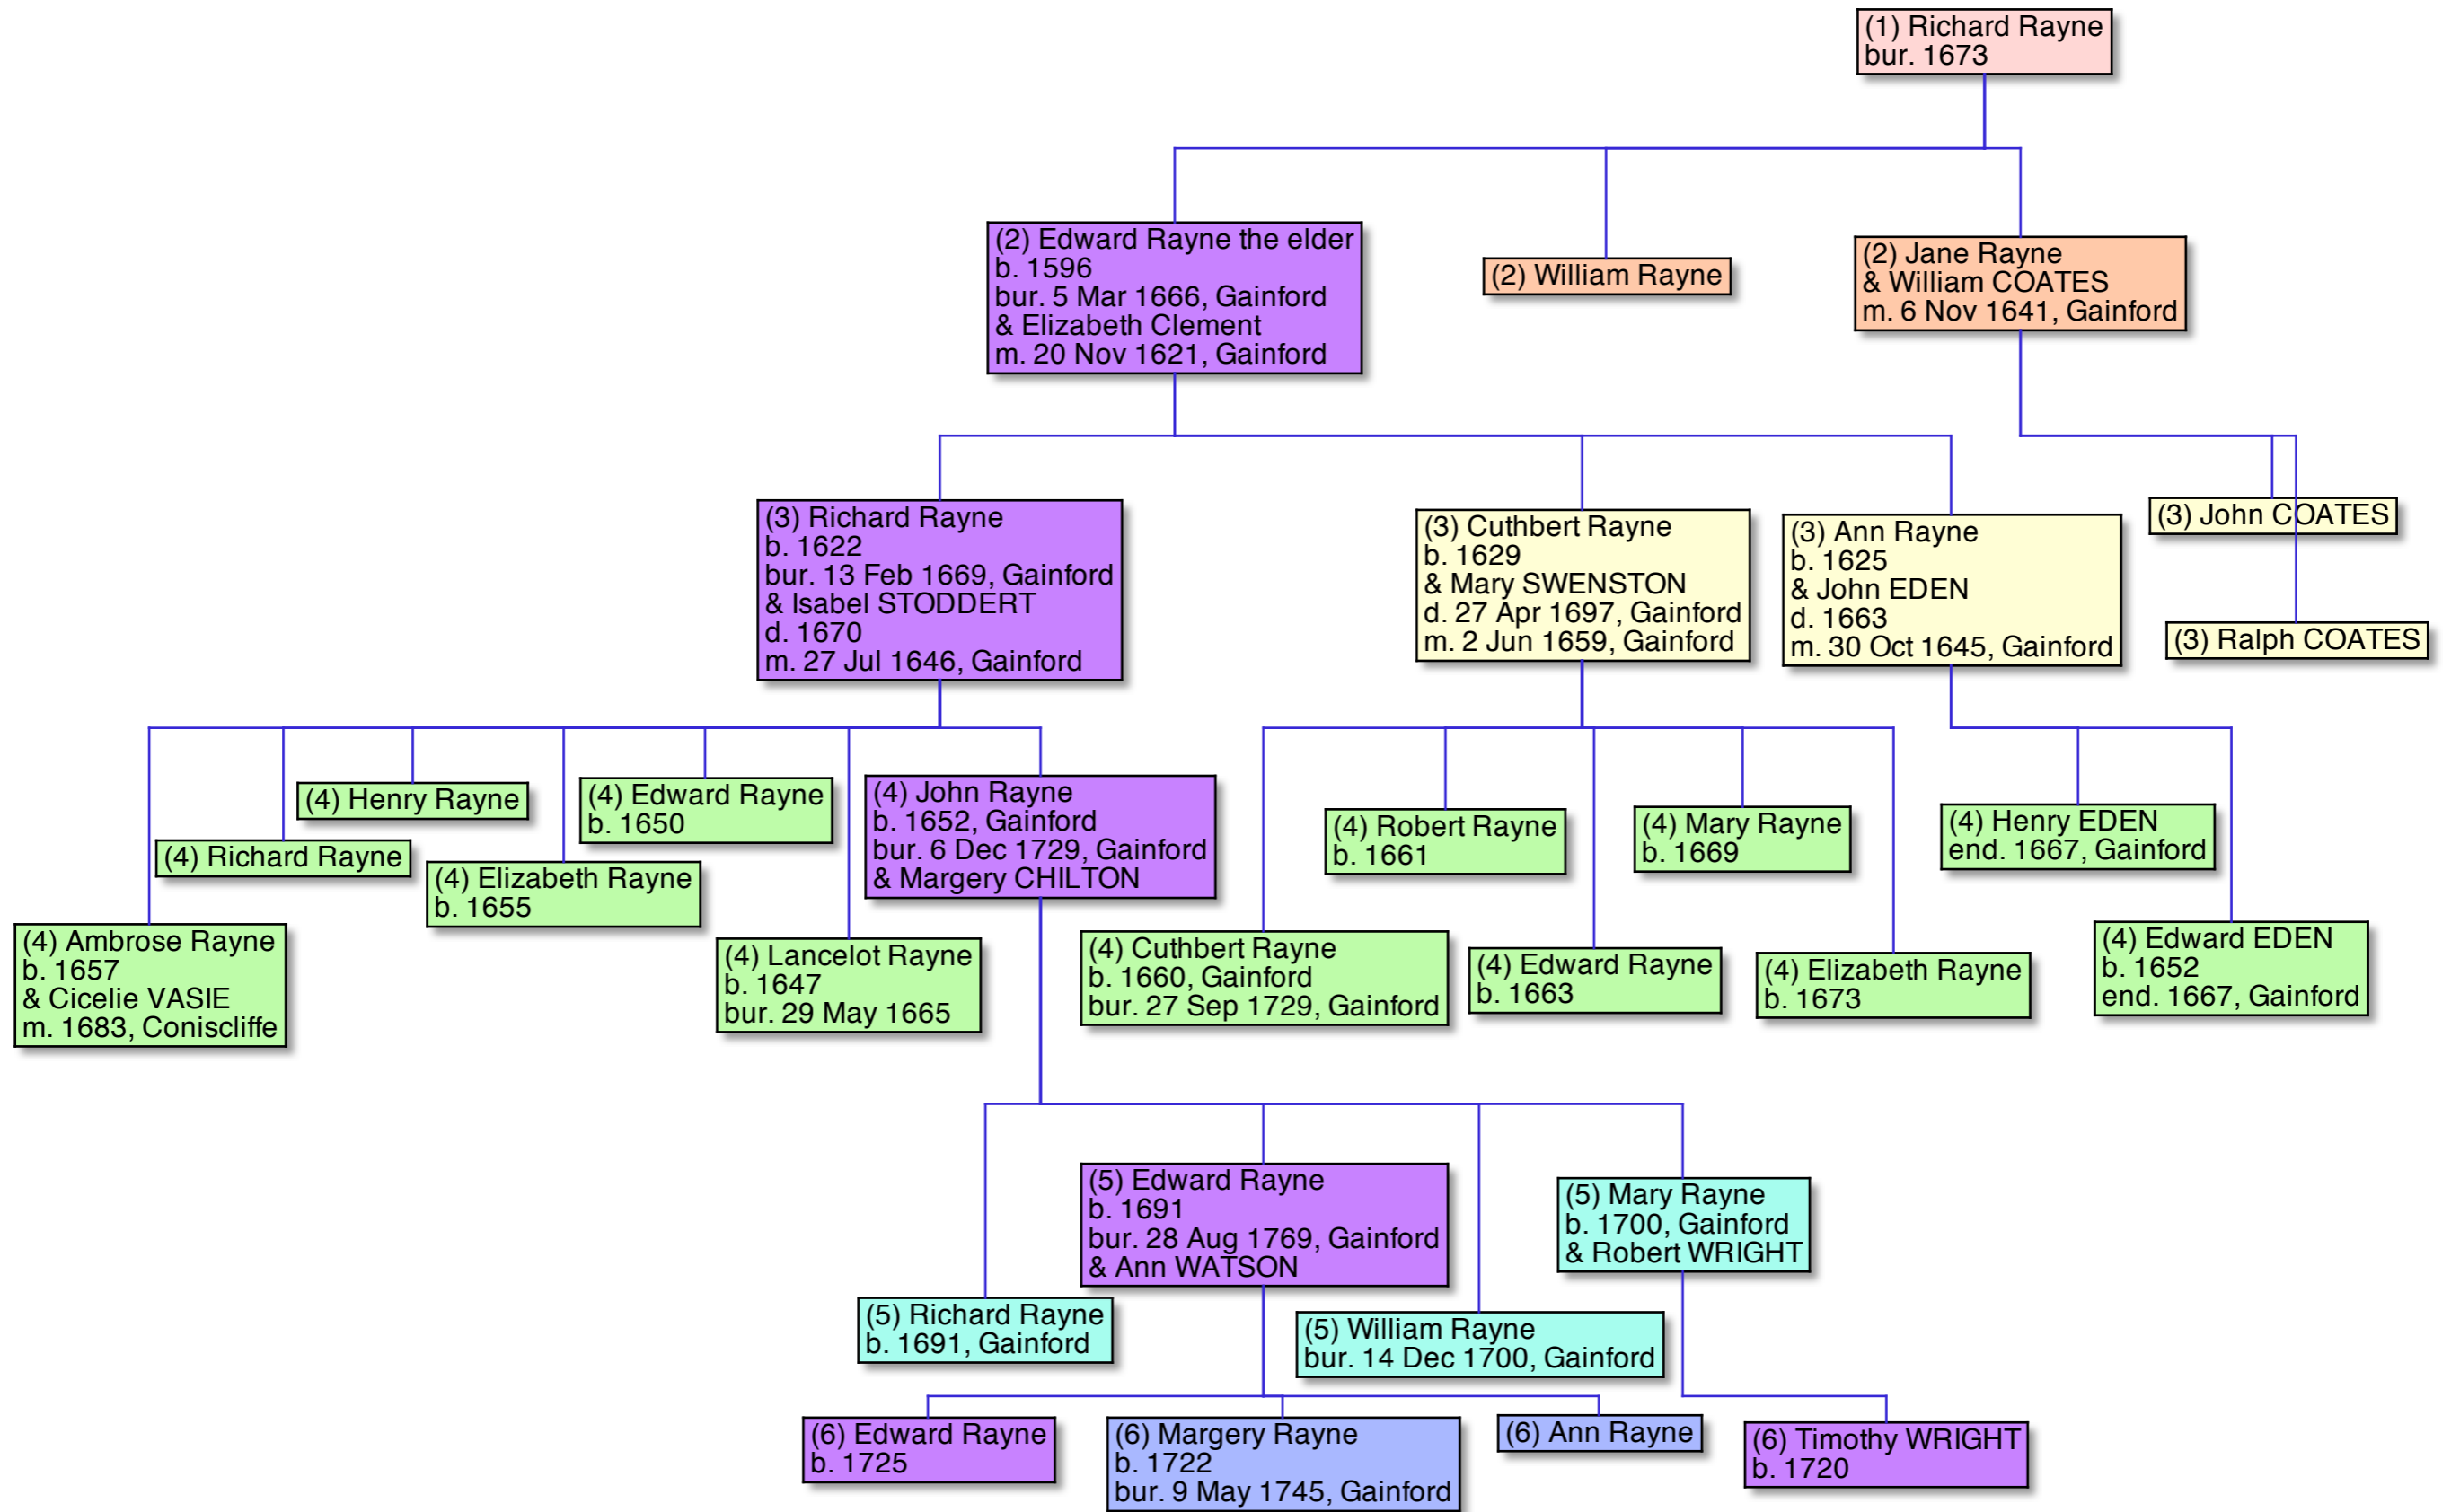 (1) Richard Rayne
bur. 1673
(2) Edward Rayne the elder
b. 1596
bur. 5 Mar 1666, Gainford
& Elizabeth Clement
m. 20 Nov 1621, Gainford
(2) William Rayne
(2) Jane Rayne
& William COATES
m. 6 Nov 1641, Gainford
(3) Richard Rayne
b. 1622
bur. 13 Feb 1669, Gainford
& Isabel STODDERT
d. 1670
m. 27 Jul 1646, Gainford
(3) Cuthbert Rayne
b. 1629
& Mary SWENSTON
d. 27 Apr 1697, Gainford
m. 2 Jun 1659, Gainford
(3) Ann Rayne
b. 1625
& John EDEN
d. 1663
m. 30 Oct 1645, Gainford
(3) John COATES
(3) Ralph COATES
(4) Ambrose Rayne
b. 1657
& Cicelie VASIE
m. 1683, Coniscliffe
(4) Richard Rayne
(4) Henry Rayne
(4) Elizabeth Rayne
b. 1655
(4) Edward Rayne
b. 1650
(4) Lancelot Rayne
b. 1647
bur. 29 May 1665
(4) John Rayne
b. 1652, Gainford
bur. 6 Dec 1729, Gainford
& Margery CHILTON
(4) Cuthbert Rayne
b. 1660, Gainford
bur. 27 Sep 1729, Gainford
(4) Robert Rayne
b. 1661
(4) Edward Rayne
b. 1663
(4) Mary Rayne
b. 1669
(4) Elizabeth Rayne
b. 1673
(4) Henry EDEN
end. 1667, Gainford
(4) Edward EDEN
b. 1652
end. 1667, Gainford
(5) Richard Rayne
b. 1691, Gainford
(5) Edward Rayne
b. 1691
bur. 28 Aug 1769, Gainford
& Ann WATSON
(5) William Rayne
bur. 14 Dec 1700, Gainford
(5) Mary Rayne
b. 1700, Gainford
& Robert WRIGHT
(6) Edward Rayne
b. 1725
(6) Margery Rayne
b. 1722
bur. 9 May 1745, Gainford
(6) Ann Rayne
(6) Timothy WRIGHT
b. 1720